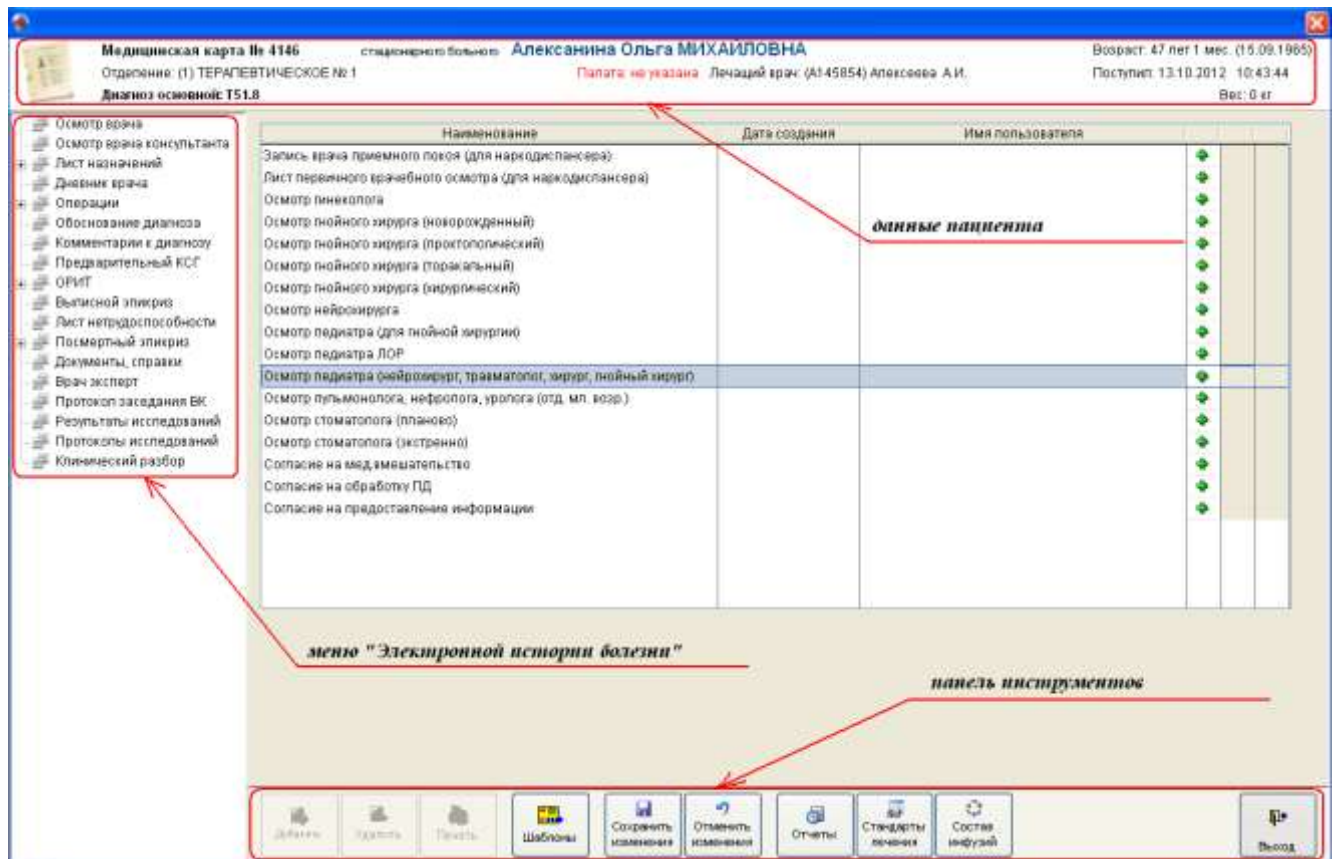 Медицинская карта № 4146 стационарного больного Алексанина Ольга МИХАЙЛОВНА Возраст: 47 лет 1 мес. (15.09.1965)
Отделение: (1) ТЕРАПЕВТИЧЕСКОЕ № 1 Палата: не указана Лечащий врач: (А145854) Алексеева А.И. Поступил: 13.10.2012 10:43:44
Диагноз основной: T51.8 Вес: 0 кг
Осмотр врача
Осмотр врача консультанта
Лист назначений
Дневник врача
Операции
Обоснование диагноза
Комментарии к диагнозу
Предварительный КСГ
ОРИТ
Выписной эпикриз
Лист нетрудоспособности
Посмертный эпикриз
Документы, справки
Врач эксперт
Протокол заседания ВК
Результаты исследований
Протоколы исследований
Клинический разбор
Наименование Дата создания Имя пользователя
Запись врача приемного покоя (для наркодиспансера)
Лист первичного врачебного осмотра (для наркодиспансера)
Осмотр гинеколога
Осмотр гнойного хирурга (новорожденный)
Осмотр гнойного хирурга (проктологический)
Осмотр гнойного хирурга (торакальный)
Осмотр гнойного хирурга (хирургический)
Осмотр нейрохирурга
Осмотр педиатра (для гнойной хирургии)
Осмотр педиатра ЛОР
Осмотр педиатра (нейрохирург, травматолог, хирург, гнойный хирург)
Осмотр пульмонолога, нефролога, уролога (отд. мл. возр.)
Осмотр стоматолога (планово)
Осмотр стоматолога (экстренно)
Согласие на мед.вмешательство
Согласие на обработку ПД
Согласие на предоставление информации
данные пациента
меню "Электронной истории болезни"
панель инструментов
Добавить
Удалить
Печать
Шаблоны
Сохранить
изменения
Отменить
изменения
Отчеты
Стандарты
лечения
Состав
инфузий
Выход